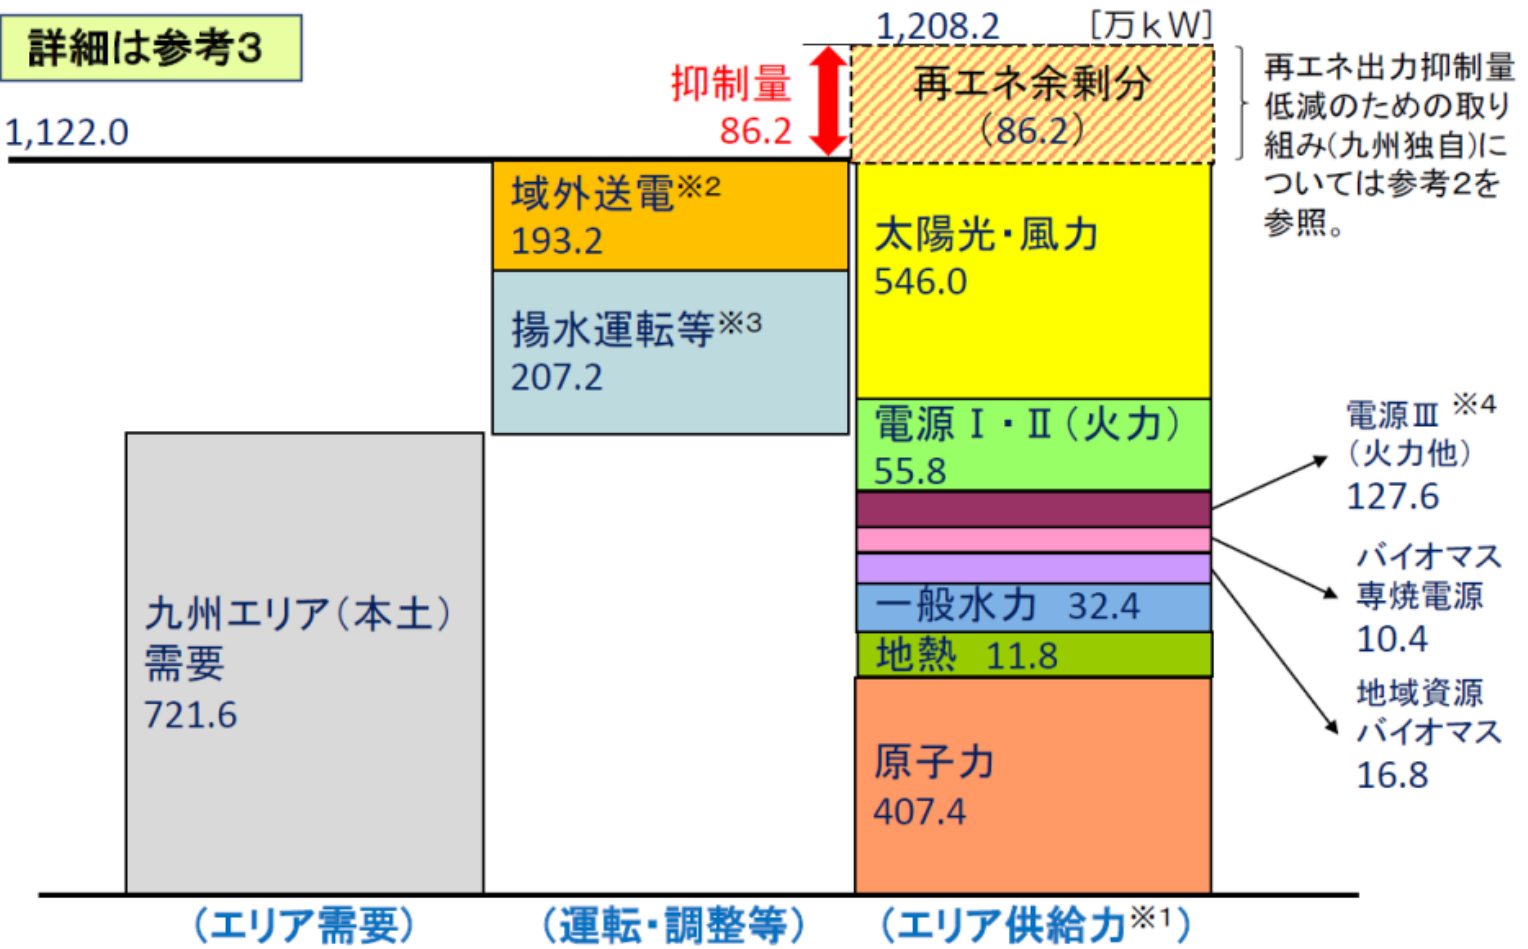 詳細は参考3
1,208.2 [万kW]
抑制量
86.2
再エネ余剰分
(86.2)
再エネ出力抑制量
低減のための取り
組み(九州独自)に
ついては参考2を
参照。
1,122.0
域外送電※2
193.2
揚水運転等※3
207.2
太陽光・風力
546.0
電源Ⅰ・Ⅱ(火力)
55.8
電源Ⅲ ※4
(火力他)
127.6
バイオマス
専焼電源
10.4
地域資源
バイオマス
16.8
一般水力 32.4
地熱 11.8
原子力
407.4
九州エリア(本土)
需要
721.6
(エリア需要)
(運転・調整等)
(エリア供給力※1)